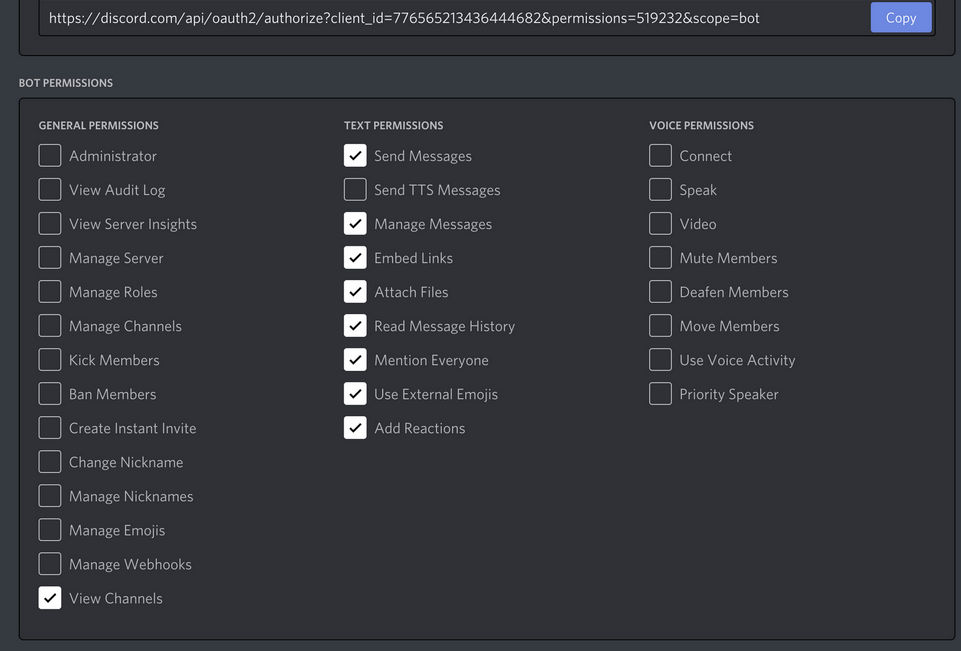 https://discord.com/api/oauth2/authorize?client_id=776565213436444682&permissions=519232&scope=bot
Copy
BOT PERMISSIONS
GENERAL PERMISSIONS
Administrator
View Audit Log
View Server Insights
Manage Server
Manage Roles
Manage Channels
Kick Members
Ban Members
Create Instant Invite
Change Nickname
Manage Nicknames
Manage Emojis
Manage Webhooks
View Channels
TEXT PERMISSIONS
Send Messages
Send TTS Messages
Manage Messages
Embed Links
Attach Files
Read Message History
Mention Everyone
Use External Emojis
Add Reactions
VOICE PERMISSIONS
Connect
Speak
Video
Mute Members
Deafen Members
Move Members
Use Voice Activity
Priority Speaker